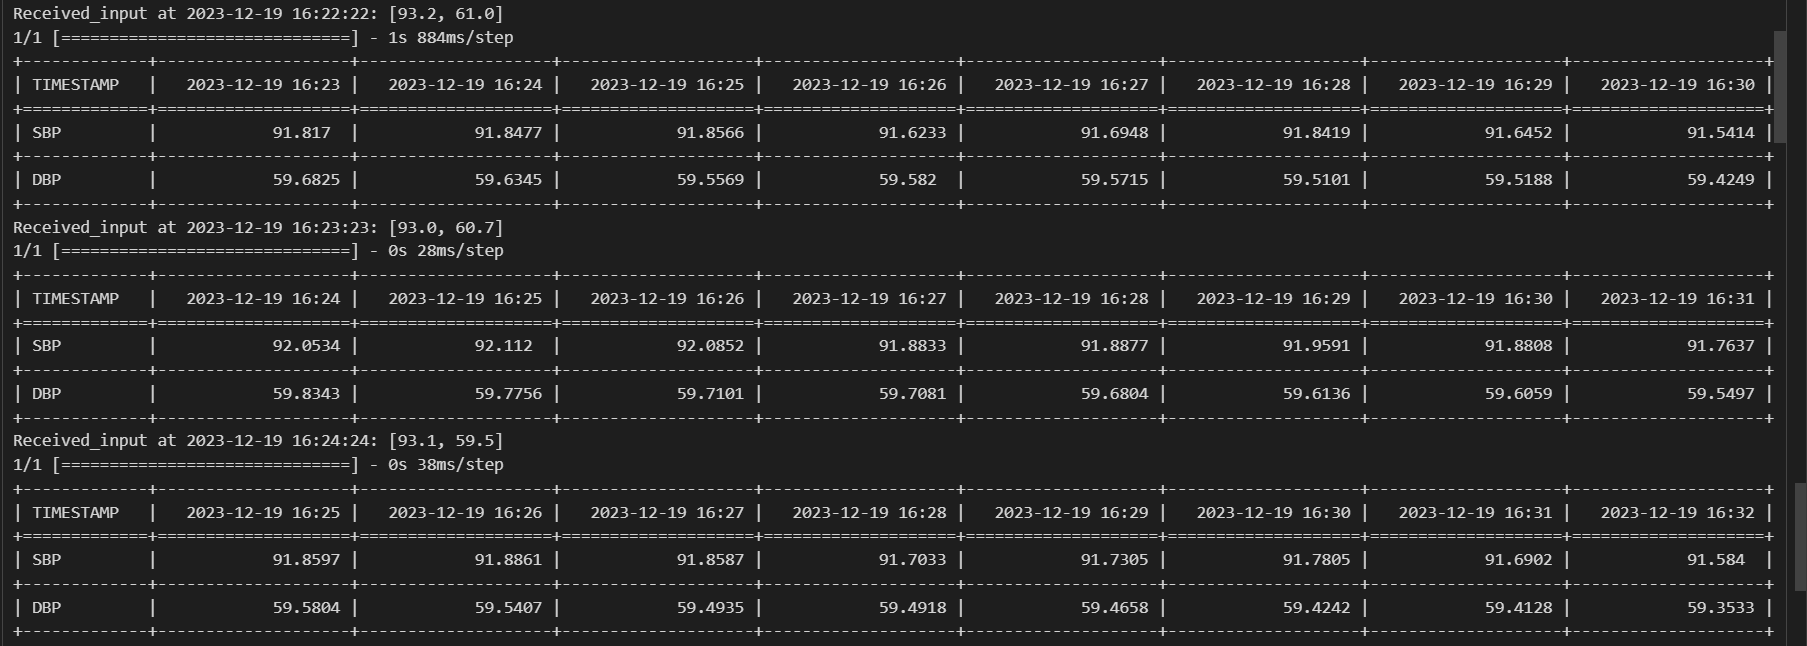 Received_input at 2023-12-19 16:22:22: [93.2, 61.0]
1/1 [==============================] - 1s 884ms/step
+-------------+--------------------+--------------------+--------------------+--------------------+--------------------+--------------------+--------------------+--------------------+
| TIMESTAMP   |   2023-12-19 16:23 |   2023-12-19 16:24 |   2023-12-19 16:25 |   2023-12-19 16:26 |   2023-12-19 16:27 |   2023-12-19 16:28 |   2023-12-19 16:29 |   2023-12-19 16:30 |
+=============+====================+====================+====================+====================+====================+====================+====================+====================+
| SBP         |            91.817  |            91.8477 |            91.8566 |            91.6233 |            91.6948 |            91.8419 |            91.6452 |            91.5414 |
+-------------+--------------------+--------------------+--------------------+--------------------+--------------------+--------------------+--------------------+--------------------+
| DBP         |            59.6825 |            59.6345 |            59.5569 |            59.582  |            59.5715 |            59.5101 |            59.5188 |            59.4249 |
+-------------+--------------------+--------------------+--------------------+--------------------+--------------------+--------------------+--------------------+--------------------+
Received_input at 2023-12-19 16:23:23: [93.0, 60.7]
1/1 [==============================] - 0s 28ms/step
+-------------+--------------------+--------------------+--------------------+--------------------+--------------------+--------------------+--------------------+--------------------+
| TIMESTAMP   |   2023-12-19 16:24 |   2023-12-19 16:25 |   2023-12-19 16:26 |   2023-12-19 16:27 |   2023-12-19 16:28 |   2023-12-19 16:29 |   2023-12-19 16:30 |   2023-12-19 16:31 |
+=============+====================+====================+====================+====================+====================+====================+====================+====================+
| SBP         |            92.0534 |            92.112  |            92.0852 |            91.8833 |            91.8877 |            91.9591 |            91.8808 |            91.7637 |
+-------------+--------------------+--------------------+--------------------+--------------------+--------------------+--------------------+--------------------+--------------------+
| DBP         |            59.8343 |            59.7756 |            59.7101 |            59.7081 |            59.6804 |            59.6136 |            59.6059 |            59.5497 |
+-------------+--------------------+--------------------+--------------------+--------------------+--------------------+--------------------+--------------------+--------------------+
Received_input at 2023-12-19 16:24:24: [93.1, 59.5]
1/1 [==============================] - 0s 38ms/step
+-------------+--------------------+--------------------+--------------------+--------------------+--------------------+--------------------+--------------------+--------------------+
| TIMESTAMP   |   2023-12-19 16:25 |   2023-12-19 16:26 |   2023-12-19 16:27 |   2023-12-19 16:28 |   2023-12-19 16:29 |   2023-12-19 16:30 |   2023-12-19 16:31 |   2023-12-19 16:32 |
+=============+====================+====================+====================+====================+====================+====================+====================+====================+
| SBP         |            91.8597 |            91.8861 |            91.8587 |            91.7033 |            91.7305 |            91.7805 |            91.6902 |            91.584  |
+-------------+--------------------+--------------------+--------------------+--------------------+--------------------+--------------------+--------------------+--------------------+
| DBP         |            59.5804 |            59.5407 |            59.4935 |            59.4918 |            59.4658 |            59.4242 |            59.4128 |            59.3533 |
+-------------+--------------------+--------------------+--------------------+--------------------+--------------------+--------------------+--------------------+--------------------+